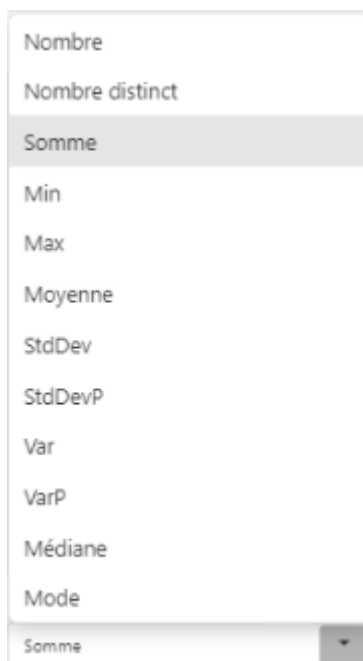 Nombre
Nombre distinct
Somme
Min
Max
Moyenne
StdDev
StdDevP
Var
VarP
Médiane
Mode
Somme